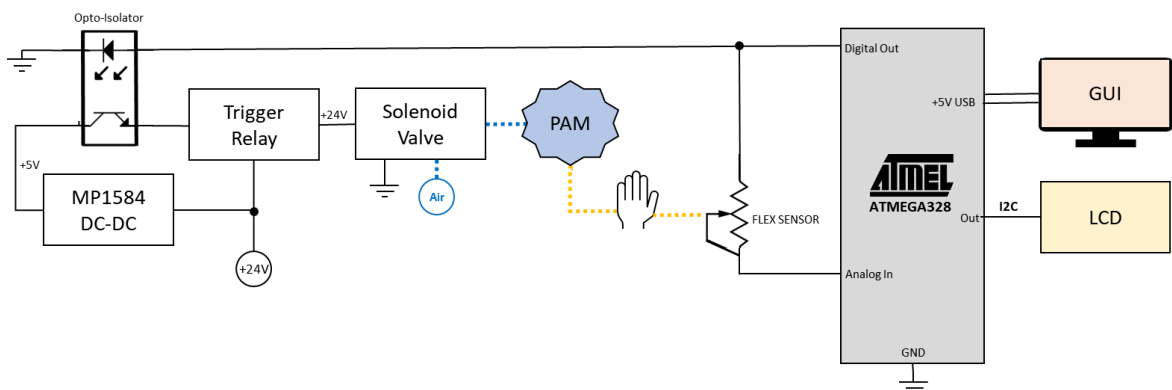 Opto-Isolator
Digital Out
+5V USB
GUI
Trigger
Relay
+24V
Solenoid
Valve
PAM
+5V
MP1584
DC-DC
Air
+24V
FLEX SENSOR
ATMEL
ATMEGA328
Out
I2C
LCD
Analog In
GND